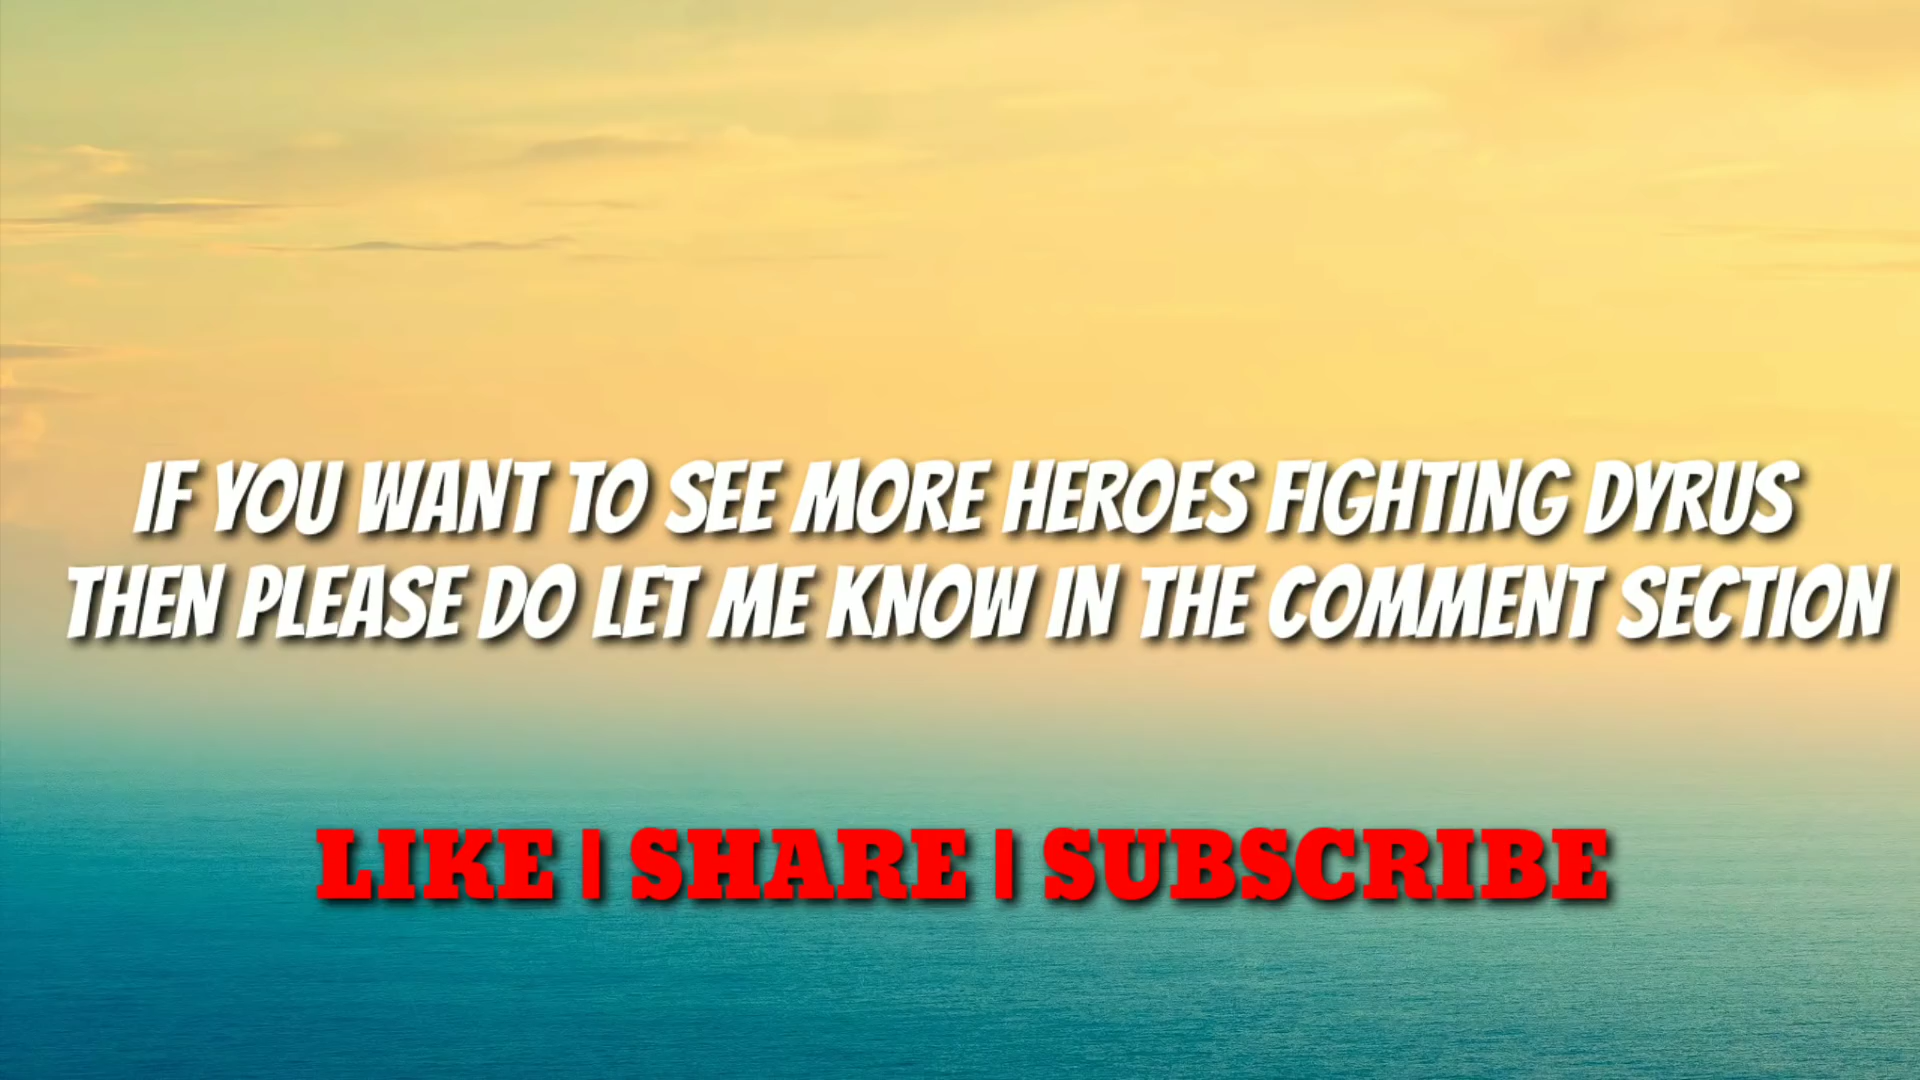 IF YOU WANT TO SEE MORE HEROES FIGHTING DYRUS
THEN PLEASE DO LET ME KNOW IN THE COMMENT SECTION
LIKE | SHARE | SUBSCRIBE